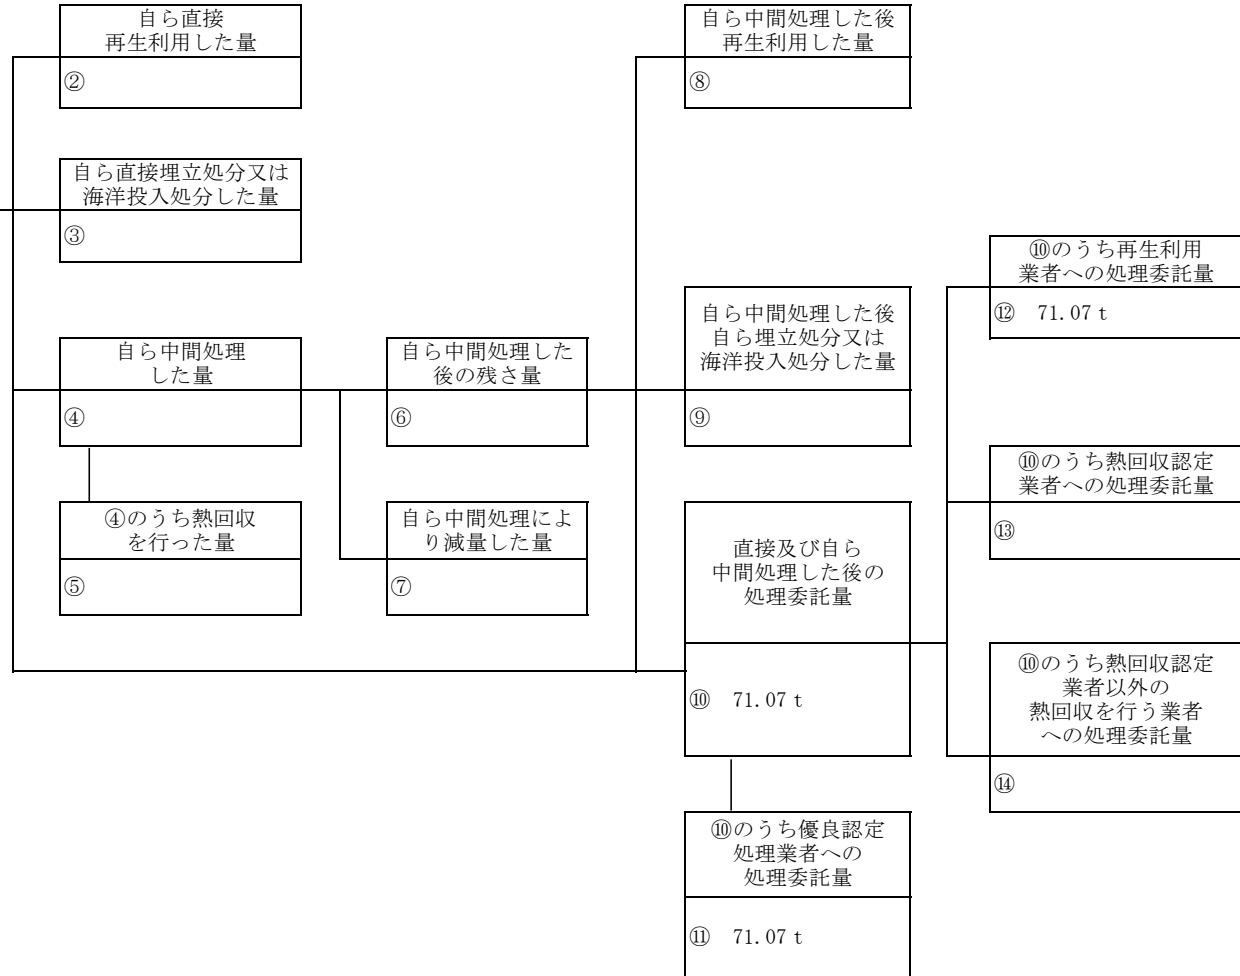 自ら直接
再生利用した量
②
自ら直接埋立処分又は
海洋投入処分した量
③
自ら中間処理
した量
④
④のうち熱回収
を行った量
⑤
自ら中間処理した
後の残さ量
⑥
自ら中間処理によ
り減量した量
⑦
自ら中間処理した後
再生利用した量
⑧
自ら中間処理した後
自ら埋立処分又は
海洋投入処分した量
⑨
直接及び自ら
中間処理した後の
処理委託量
⑩ 71.07 t
⑩のうち優良認定
処理業者への
処理委託量
⑪ 71.07 t
⑩のうち再生利用
業者への処理委託量
⑫ 71.07 t
⑩のうち熱回収認定
業者への処理委託量
⑬
⑩のうち熱回収認定
業者以外の
熱回収を行う業者
への処理委託量
⑭